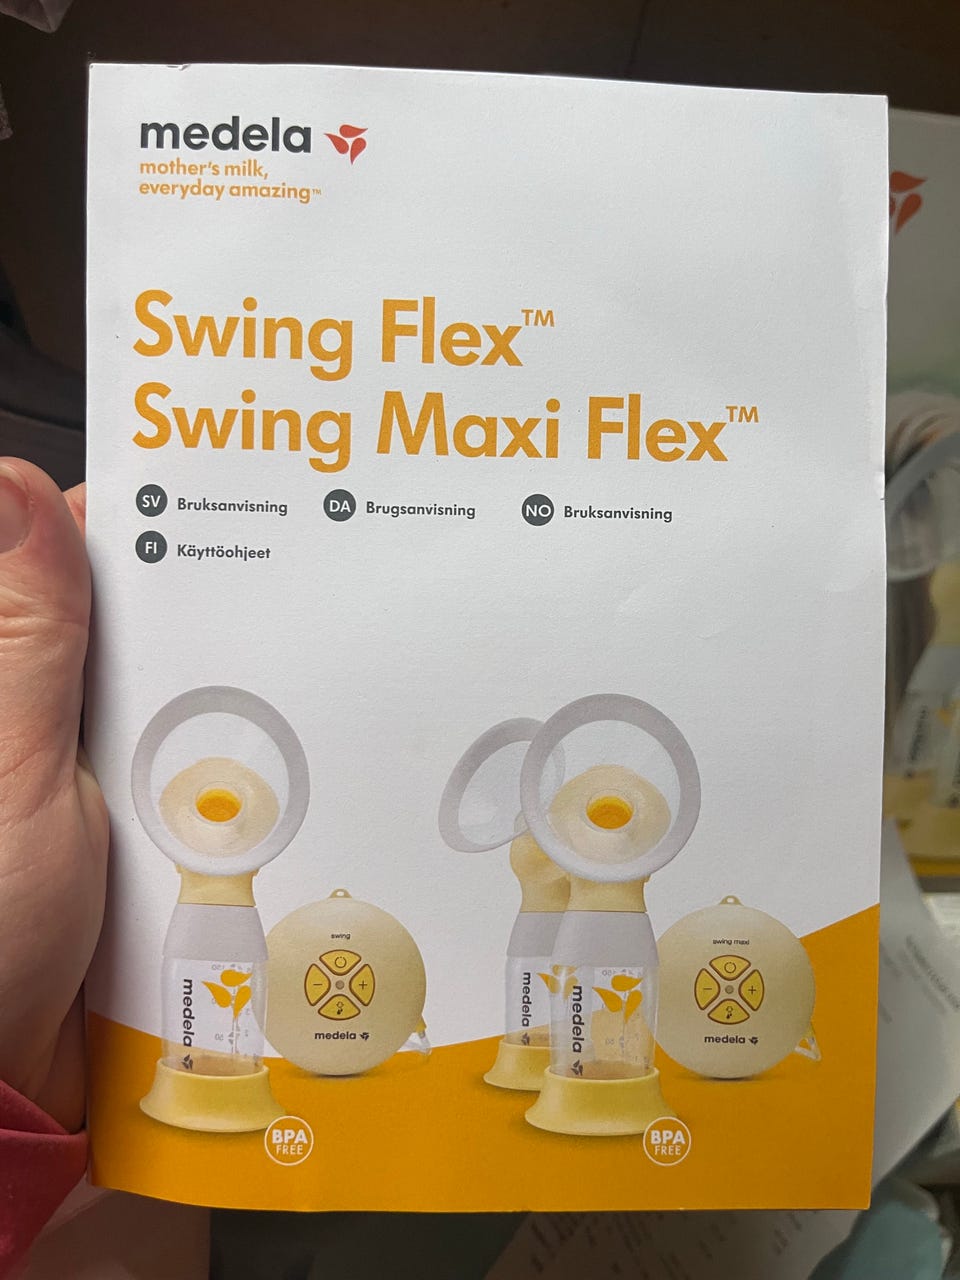 medela
mother's milk,
everyday amazing™
Swing Flex™
Swing Maxi Flex™
SV Bruksanvisning DA Brugsanvisning NO Bruksanvisning
FI Käyttöohjeet
swing
medela
medela
BPA
FREE
swing maxi
medela
medela
medela
BPA
FREE